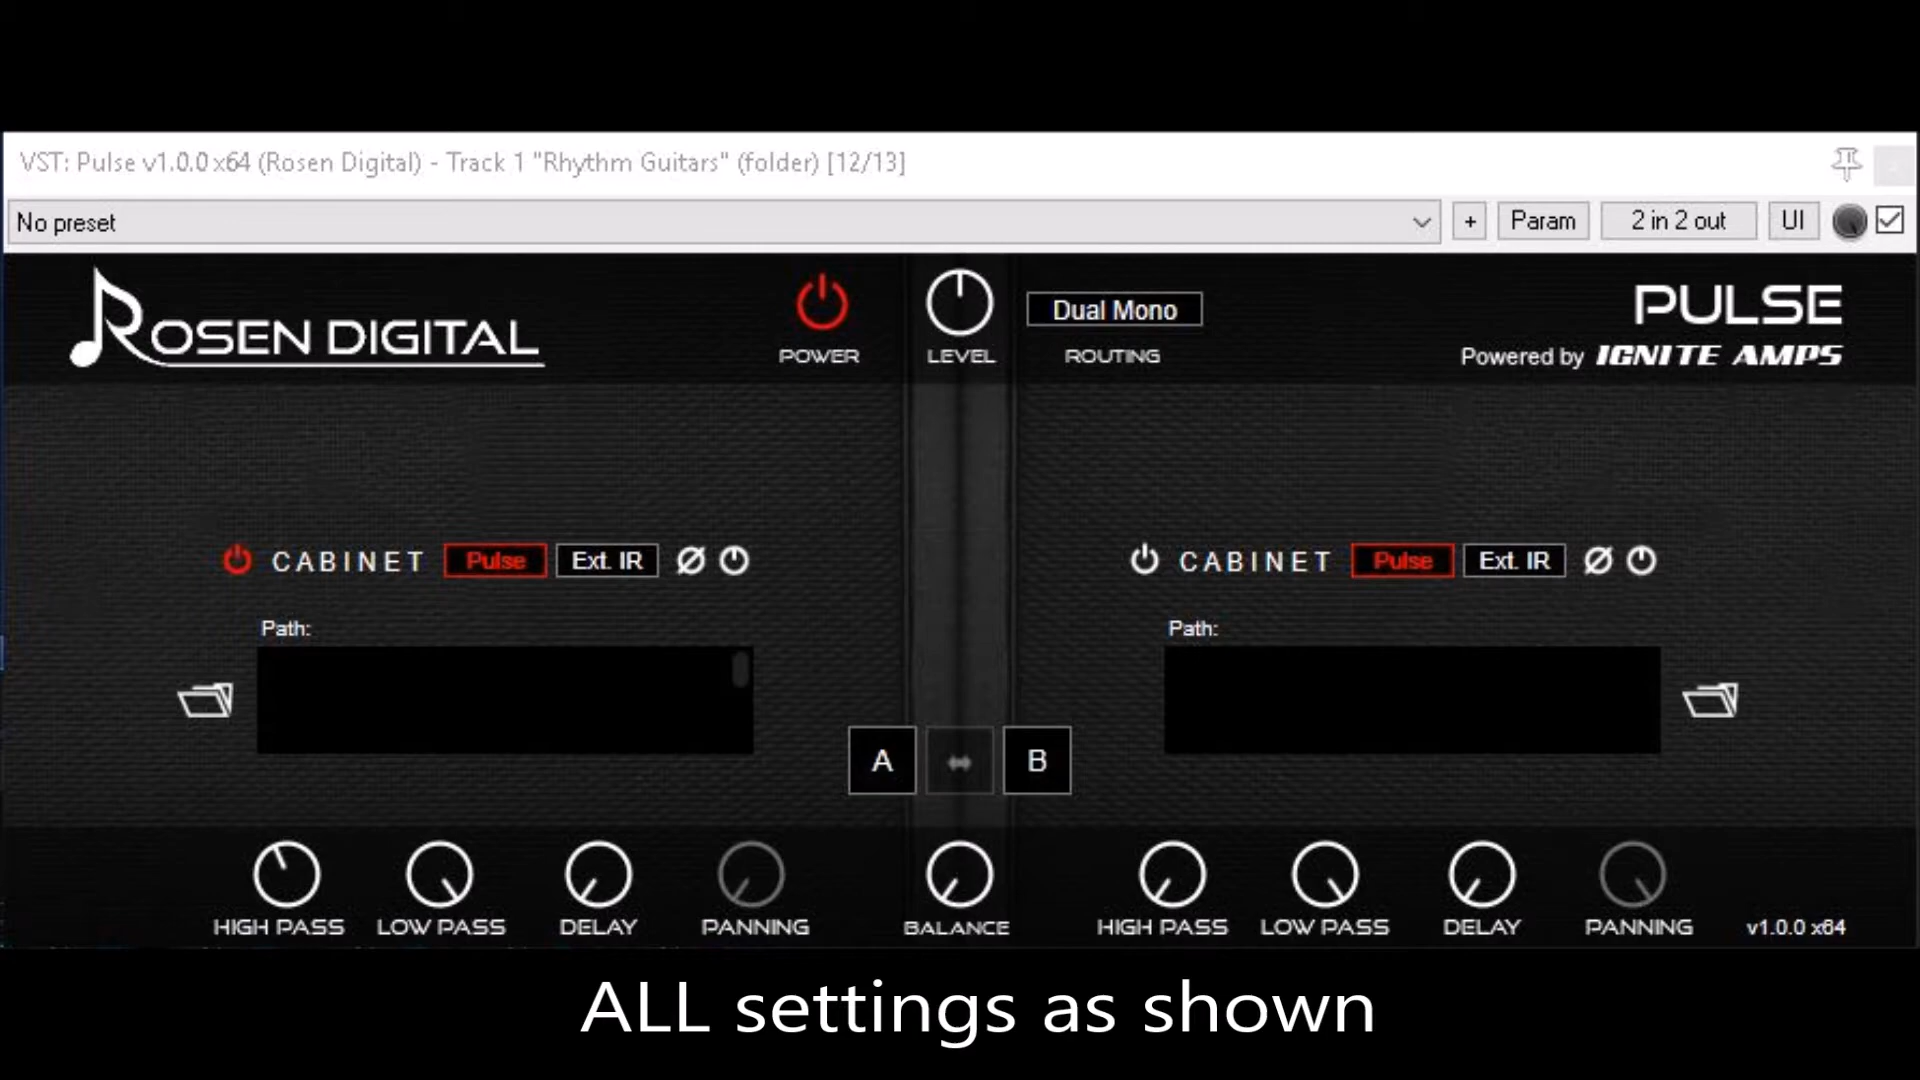 VST: Pulse v1.0.0 x64 (Rosen Digital) - Track 1 "Rhythm Guitars" (folder) [12/13]
No preset + Param 2 in 2 out UI
ROSEN DIGITAL
POWER
LEVEL
Dual Mono
ROUTING
PULSE
Powered by IGNITE AMPS
CABINET Pulse Ext. IR
Path:
CABINET Pulse Ext. IR
Path:
A B
HIGH PASS LOW PASS DELAY PANNING BALANCE HIGH PASS LOW PASS DELAY PANNING v1.0.0 x64
ALL settings as shown